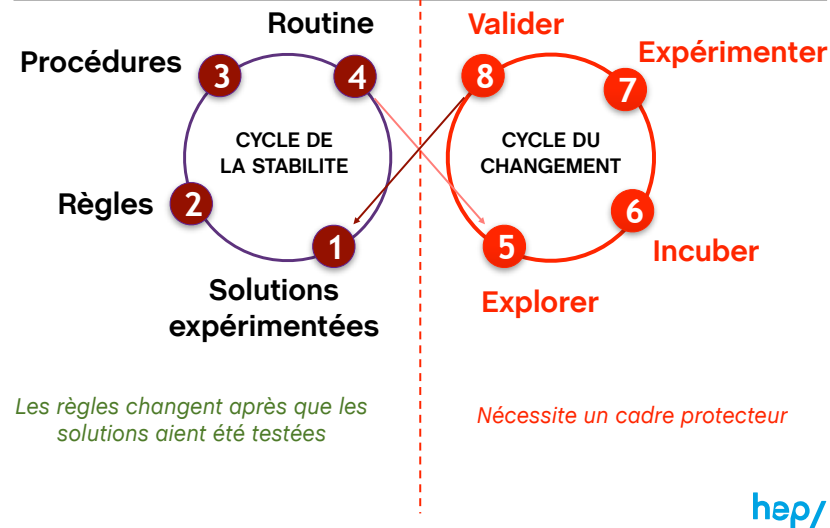 Routine
4
Procédures
3
CYCLE DE
LA STABILITE
Règles
2
1
Solutions
expérimentées
Les règles changent après que les
solutions aient été testées
Valider
8
Expérimenter
7
CYCLE DU
CHANGEMENT
6
Incuber
5
Explorer
Nécessite un cadre protecteur
hep/